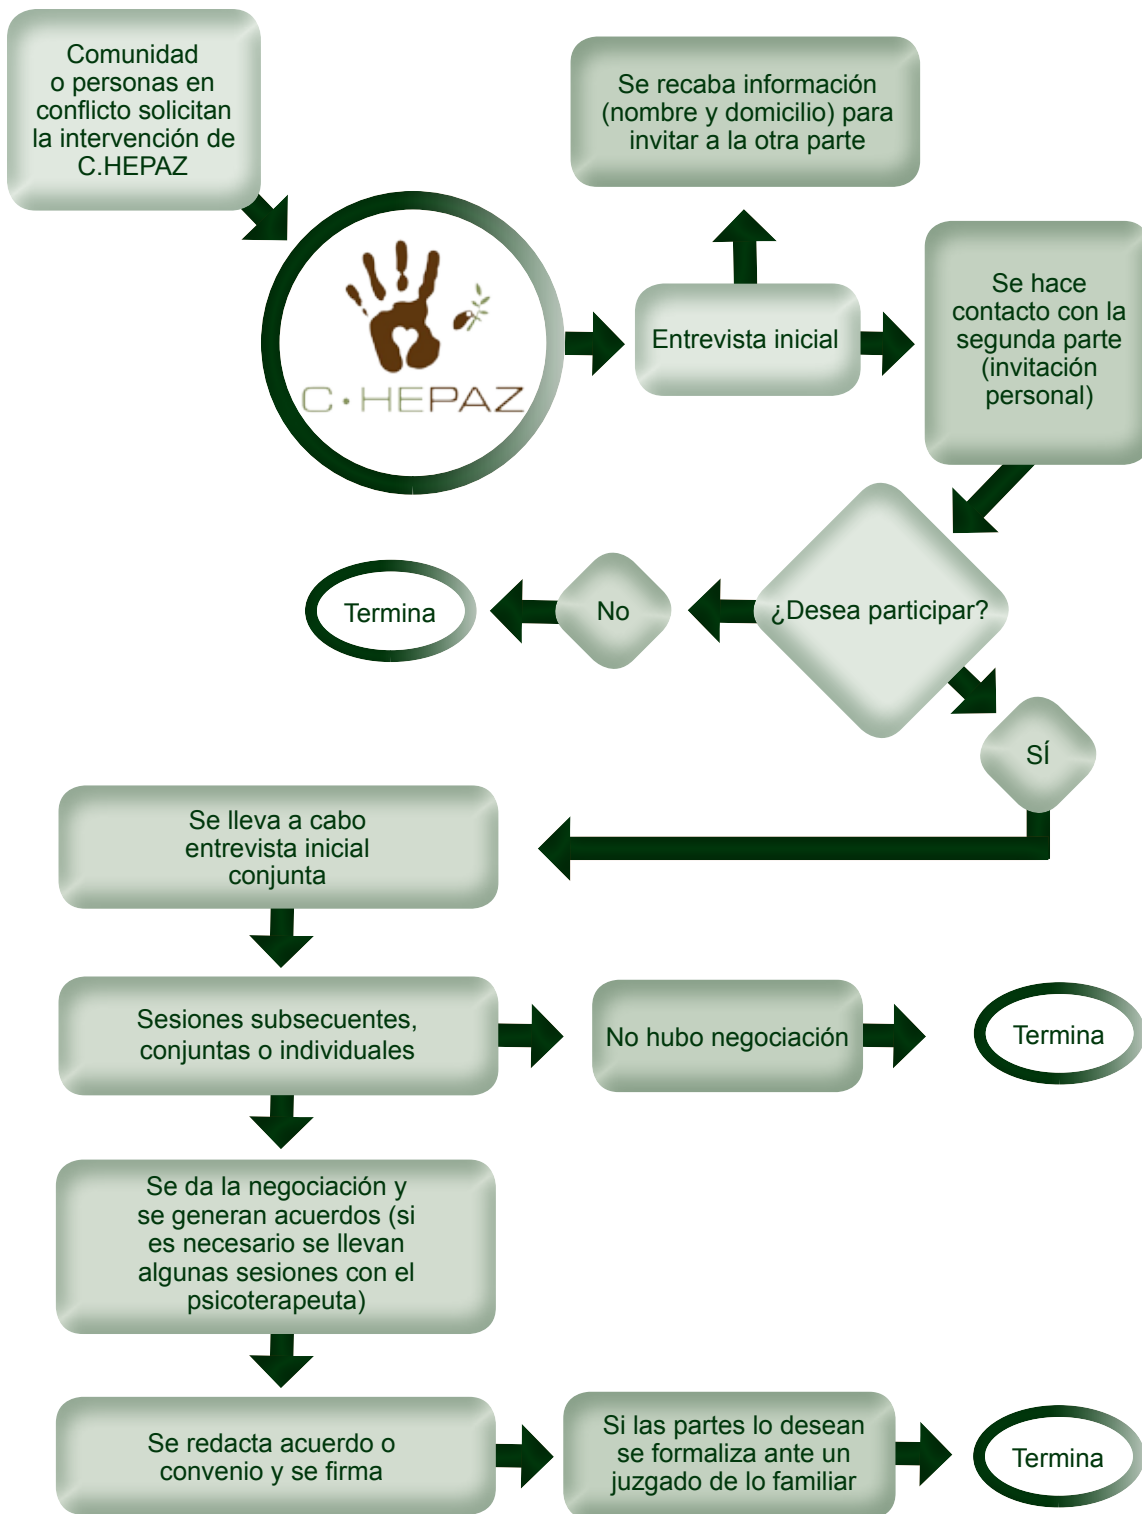 Comunidad
o personas en
conflicto solicitan
la intervención de
C.HEPAZ
Se recaba información
(nombre y domicilio) para
invitar a la otra parte
C·HEPAZ
Entrevista inicial
Se hace
contacto con la
segunda parte
(invitación
personal)
¿Desea participar?
No
Termina
SÍ
Se lleva a cabo
entrevista inicial
conjunta
Sesiones subsecuentes,
conjuntas o individuales
No hubo negociación
Termina
Se da la negociación y
se generan acuerdos (si
es necesario se llevan
algunas sesiones con el
psicoterapeuta)
Se redacta acuerdo o
convenio y se firma
Si las partes lo desean
se formaliza ante un
juzgado de lo familiar
Termina